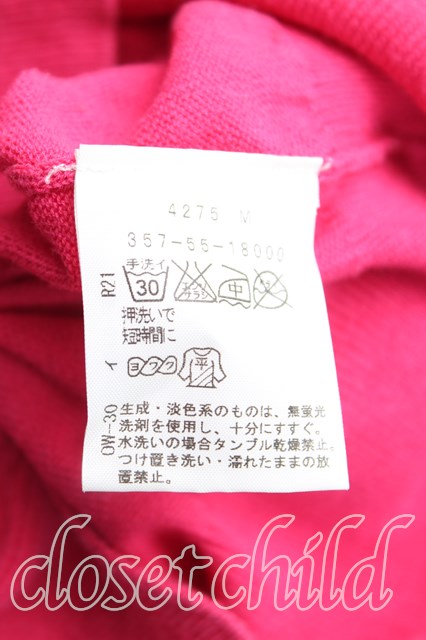 4275 M
357-55-18000
R21
手洗イ
30
エンソ
サラシ
中
押洗いで
短時間に
イ
ヨワク
平
OW-30
生成・淡色系のものは、無蛍光
洗剤を使用し、十分にすすぐ。
水洗いの場合タンブル乾燥禁止。
つけ置き洗い・濡れたままの放
置禁止。
closetchild